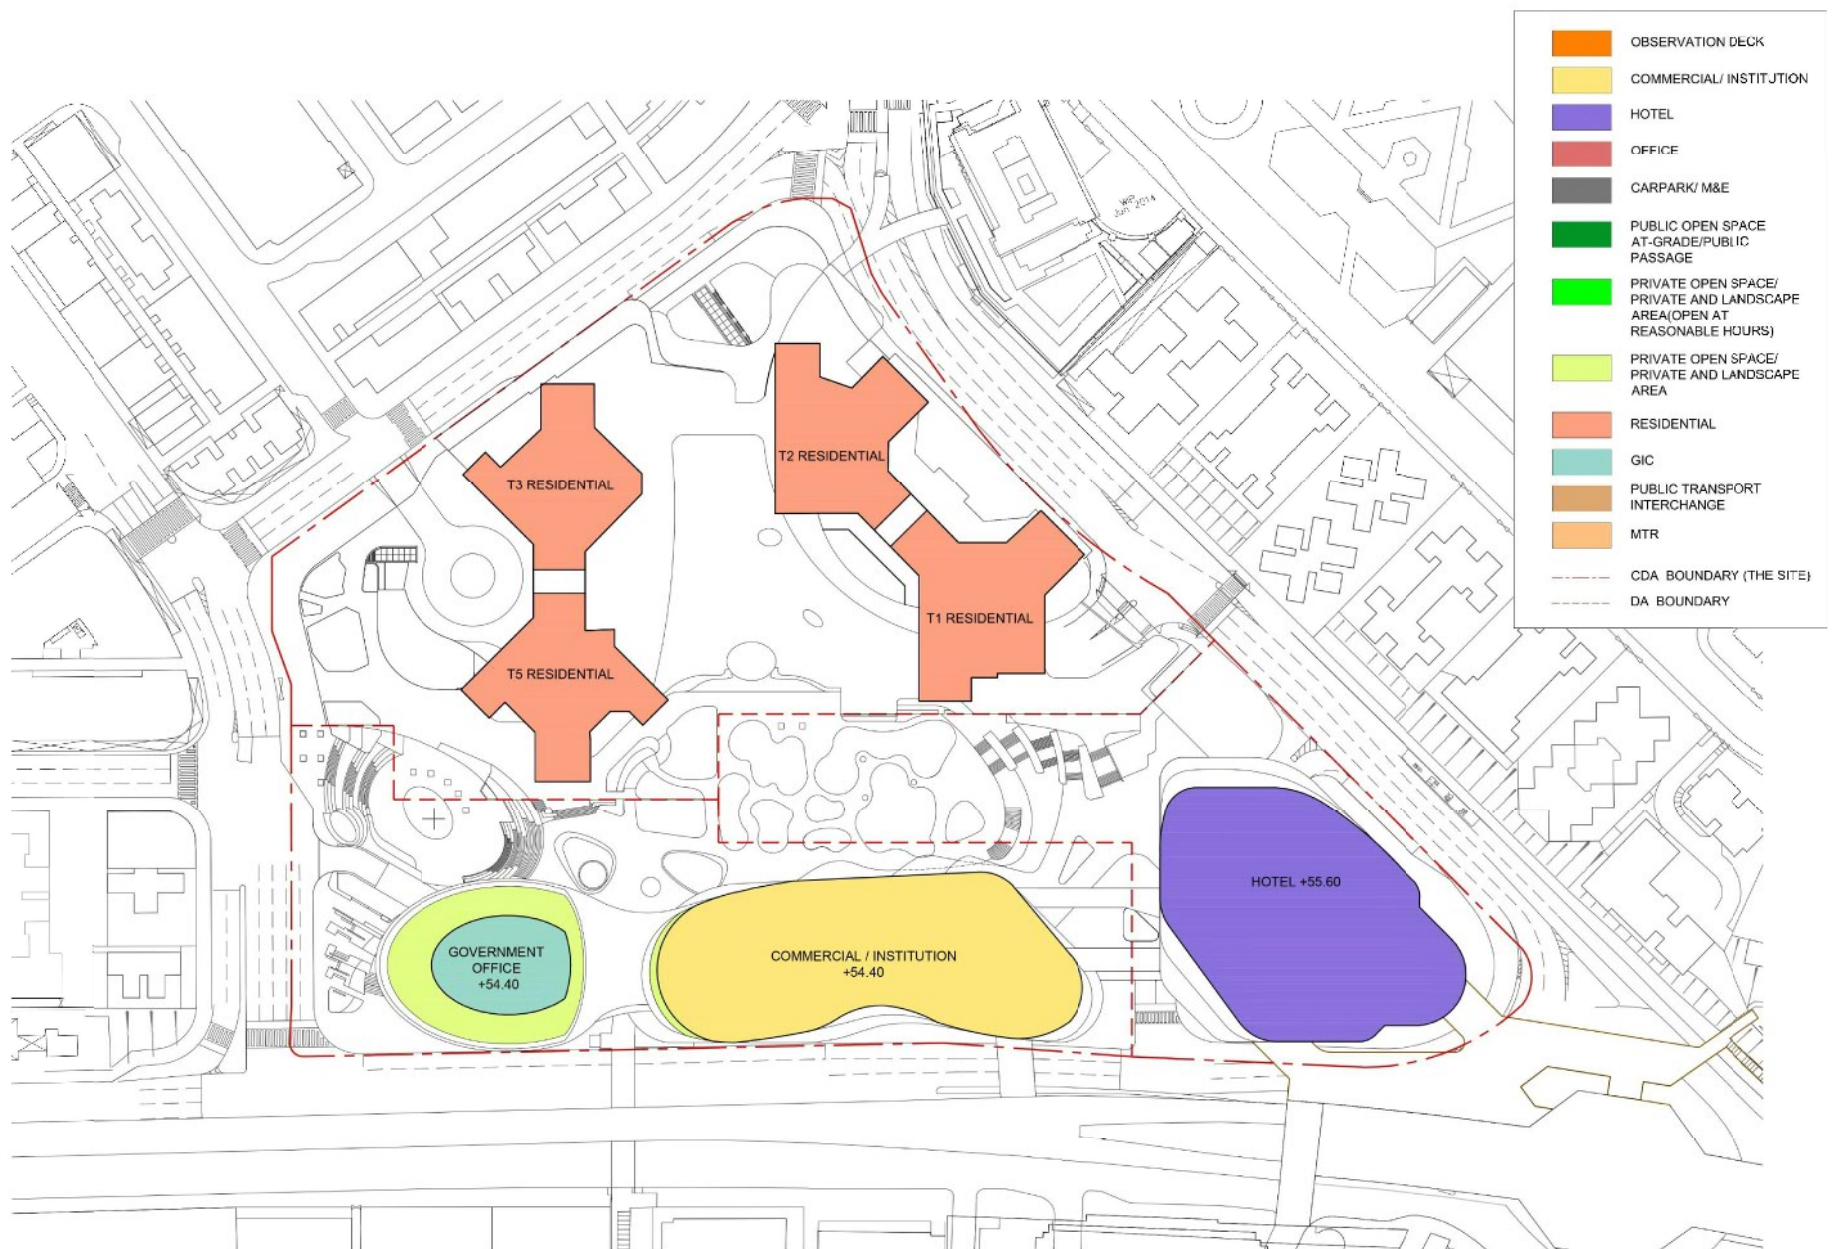 OBSERVATION DECK
COMMERCIAL/ INSTITUTION
HOTEL
OFFICE
CARPARK/ M&E
PUBLIC OPEN SPACE
AT-GRADE/PUBLIC
PASSAGE
PRIVATE OPEN SPACE/
PRIVATE AND LANDSCAPE
AREA(OPEN AT
REASONABLE HOURS)
PRIVATE OPEN SPACE/
PRIVATE AND LANDSCAPE
AREA
RESIDENTIAL
GIC
PUBLIC TRANSPORT
INTERCHANGE
MTR
CDA BOUNDARY (THE SITE)
DA BOUNDARY
WIP
Jun 2014
T2 RESIDENTIAL
T3 RESIDENTIAL
T1 RESIDENTIAL
T5 RESIDENTIAL
HOTEL +55.60
GOVERNMENT
OFFICE
+54.40
COMMERCIAL / INSTITUTION
+54.40